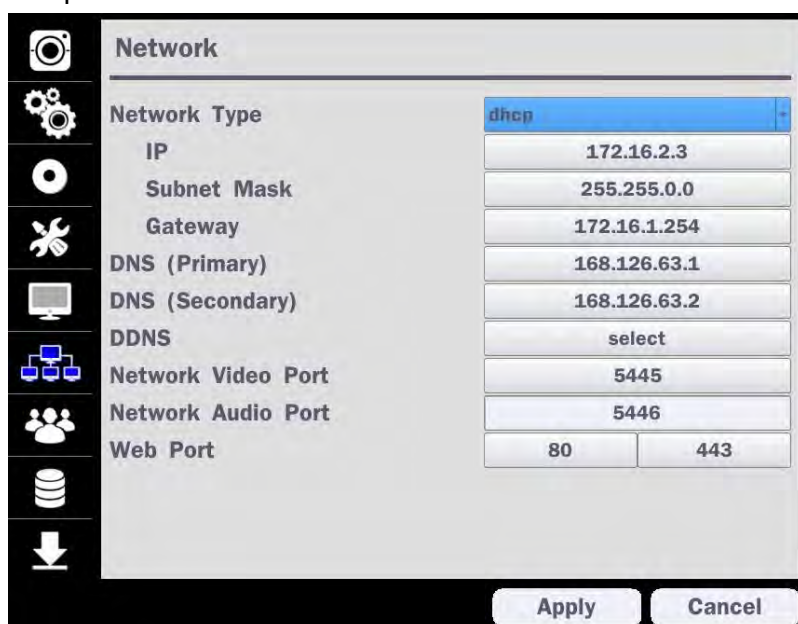 Network
Network Type dhcp
IP 172.16.2.3
Subnet Mask 255.255.0.0
Gateway 172.16.1.254
DNS (Primary) 168.126.63.1
DNS (Secondary) 168.126.63.2
DDNS select
Network Video Port 5445
Network Audio Port 5446
Web Port 80 443
Apply Cancel